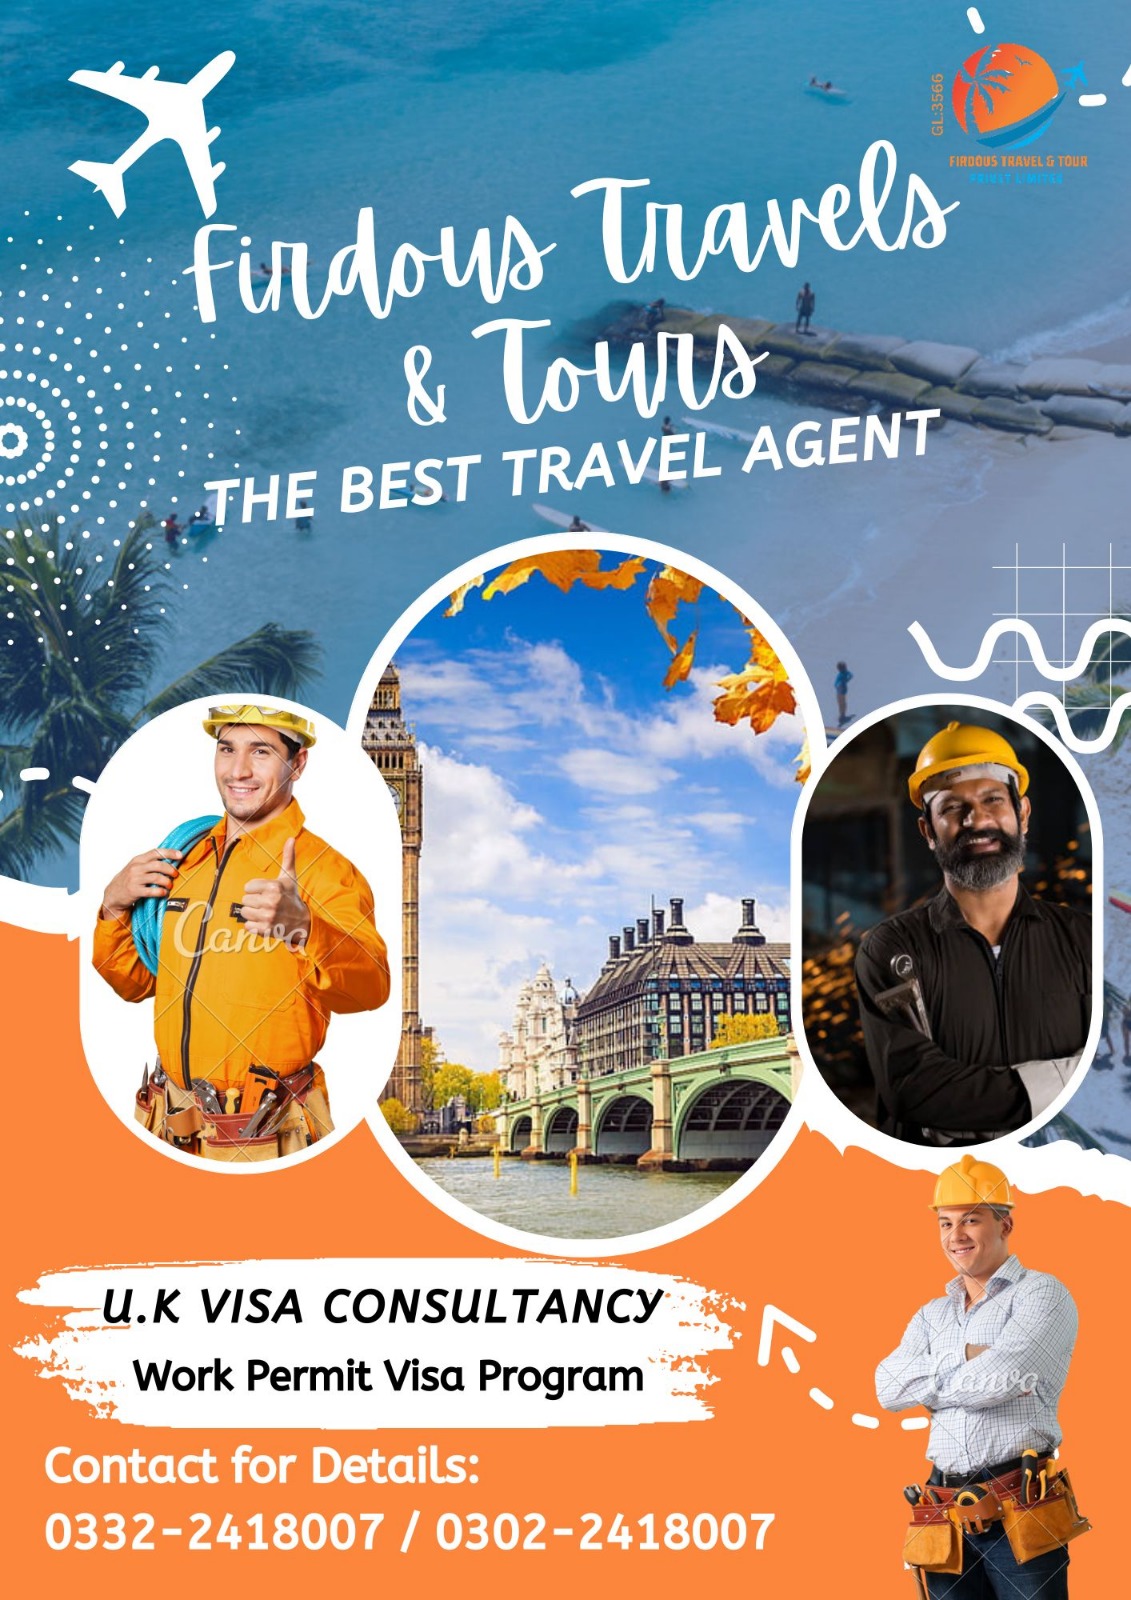 GL:3566
FIRDOUS TRAVEL & TOUR
PRIVET LIMITED
Firdous Travels
& Tours
THE BEST TRAVEL AGENT
Canva
U.K VISA CONSULTANCY
Work Permit Visa Program
Canva
Contact for Details:
0332-2418007 / 0302-2418007